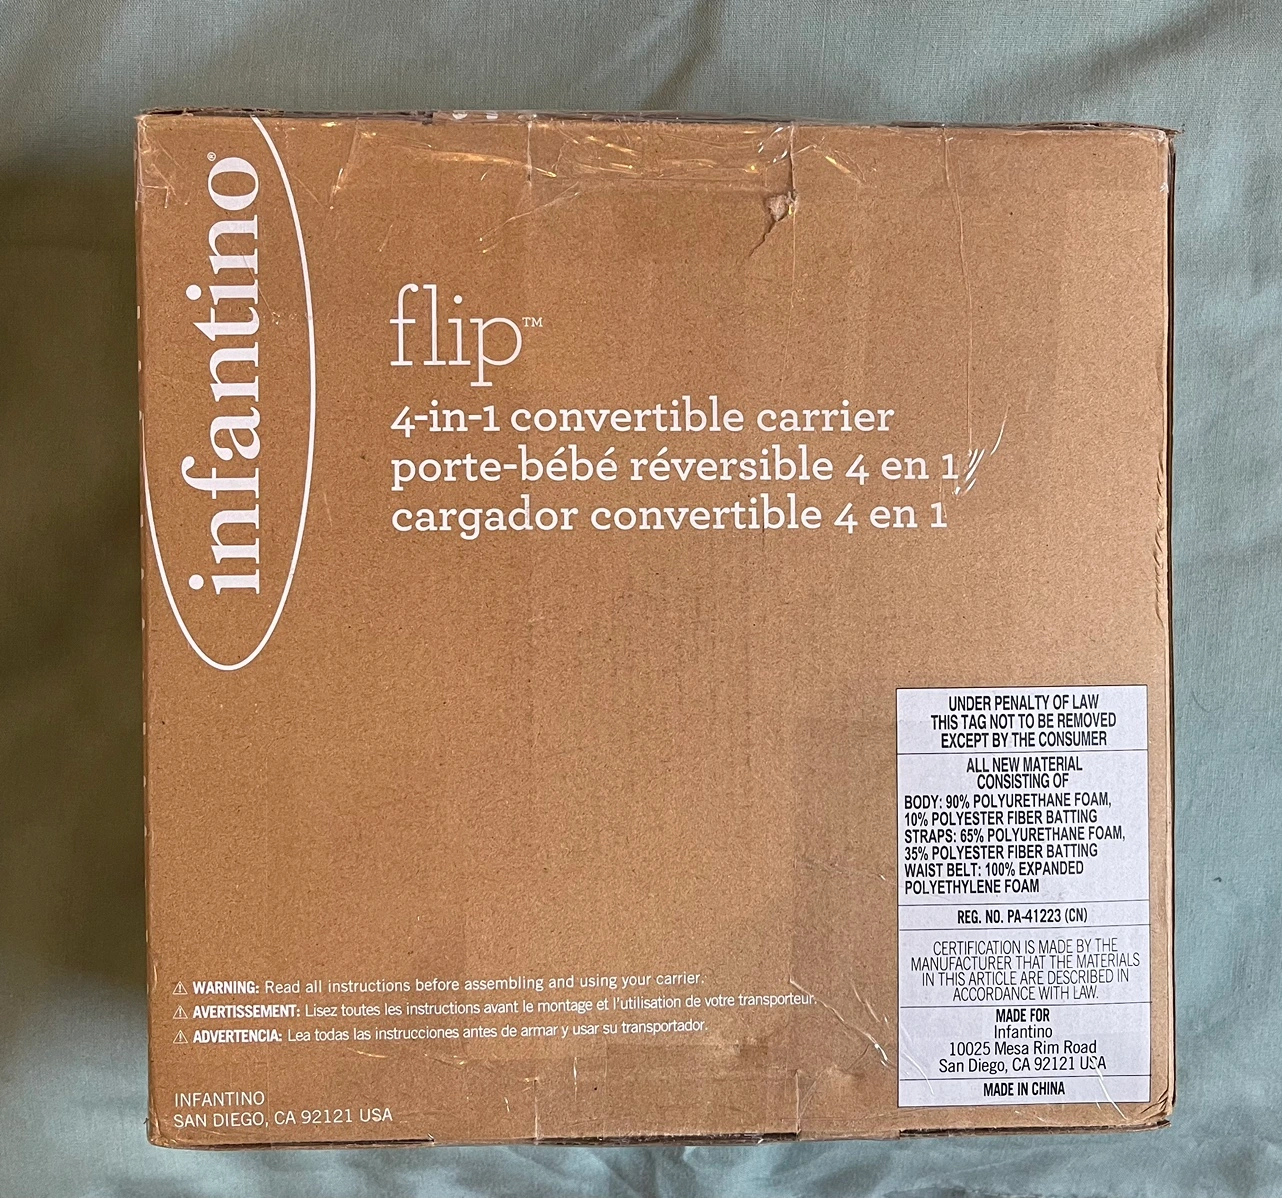 infantino®
flip™
4-in-1 convertible carrier
porte-bébé réversible 4 en 1
cargador convertible 4 en 1
UNDER PENALTY OF LAW
THIS TAG NOT TO BE REMOVED
EXCEPT BY THE CONSUMER
ALL NEW MATERIAL
CONSISTING OF
BODY: 90% POLYURETHANE FOAM,
10% POLYESTER FIBER BATTING
STRAPS: 65% POLYURETHANE FOAM,
35% POLYESTER FIBER BATTING
WAIST BELT: 100% EXPANDED
POLYETHYLENE FOAM
REG. NO. PA-41223 (CN)
CERTIFICATION IS MADE BY THE
MANUFACTURER THAT THE MATERIALS
IN THIS ARTICLE ARE DESCRIBED IN
ACCORDANCE WITH LAW.
MADE FOR
Infantino
10025 Mesa Rim Road
San Diego, CA 92121 USA
MADE IN CHINA
⚠ WARNING: Read all instructions before assembling and using your carrier.
⚠ AVERTISSEMENT: Lisez toutes les instructions avant le montage et l'utilisation de votre transporteur.
⚠ ADVERTENCIA: Lea todas las instrucciones antes de armar y usar su transportador.
INFANTINO
SAN DIEGO, CA 92121 USA